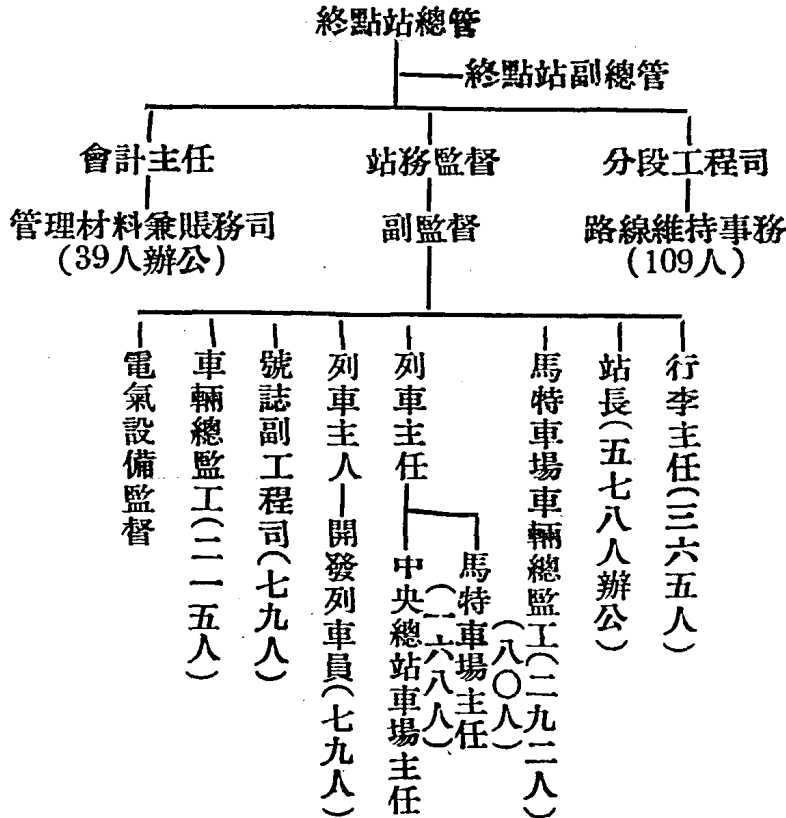 終點站總管
終點站副總管
會計主任
站務監督
分段工程司
管理材料兼賬務司
(39人辦公)
副監督
路線維持事務
(109人)
電氣設備監督
車輛總監工(二一五人)
號誌副工程司(七九人)
列車主人—開發列車員(七九人)
列車主任
中央總站車場主任
(一六八人)
馬特車場主任
(八〇人)
馬特車場車輛總監工(二九二人)
站長(五七八人辦公)
行李主任(三六五人)